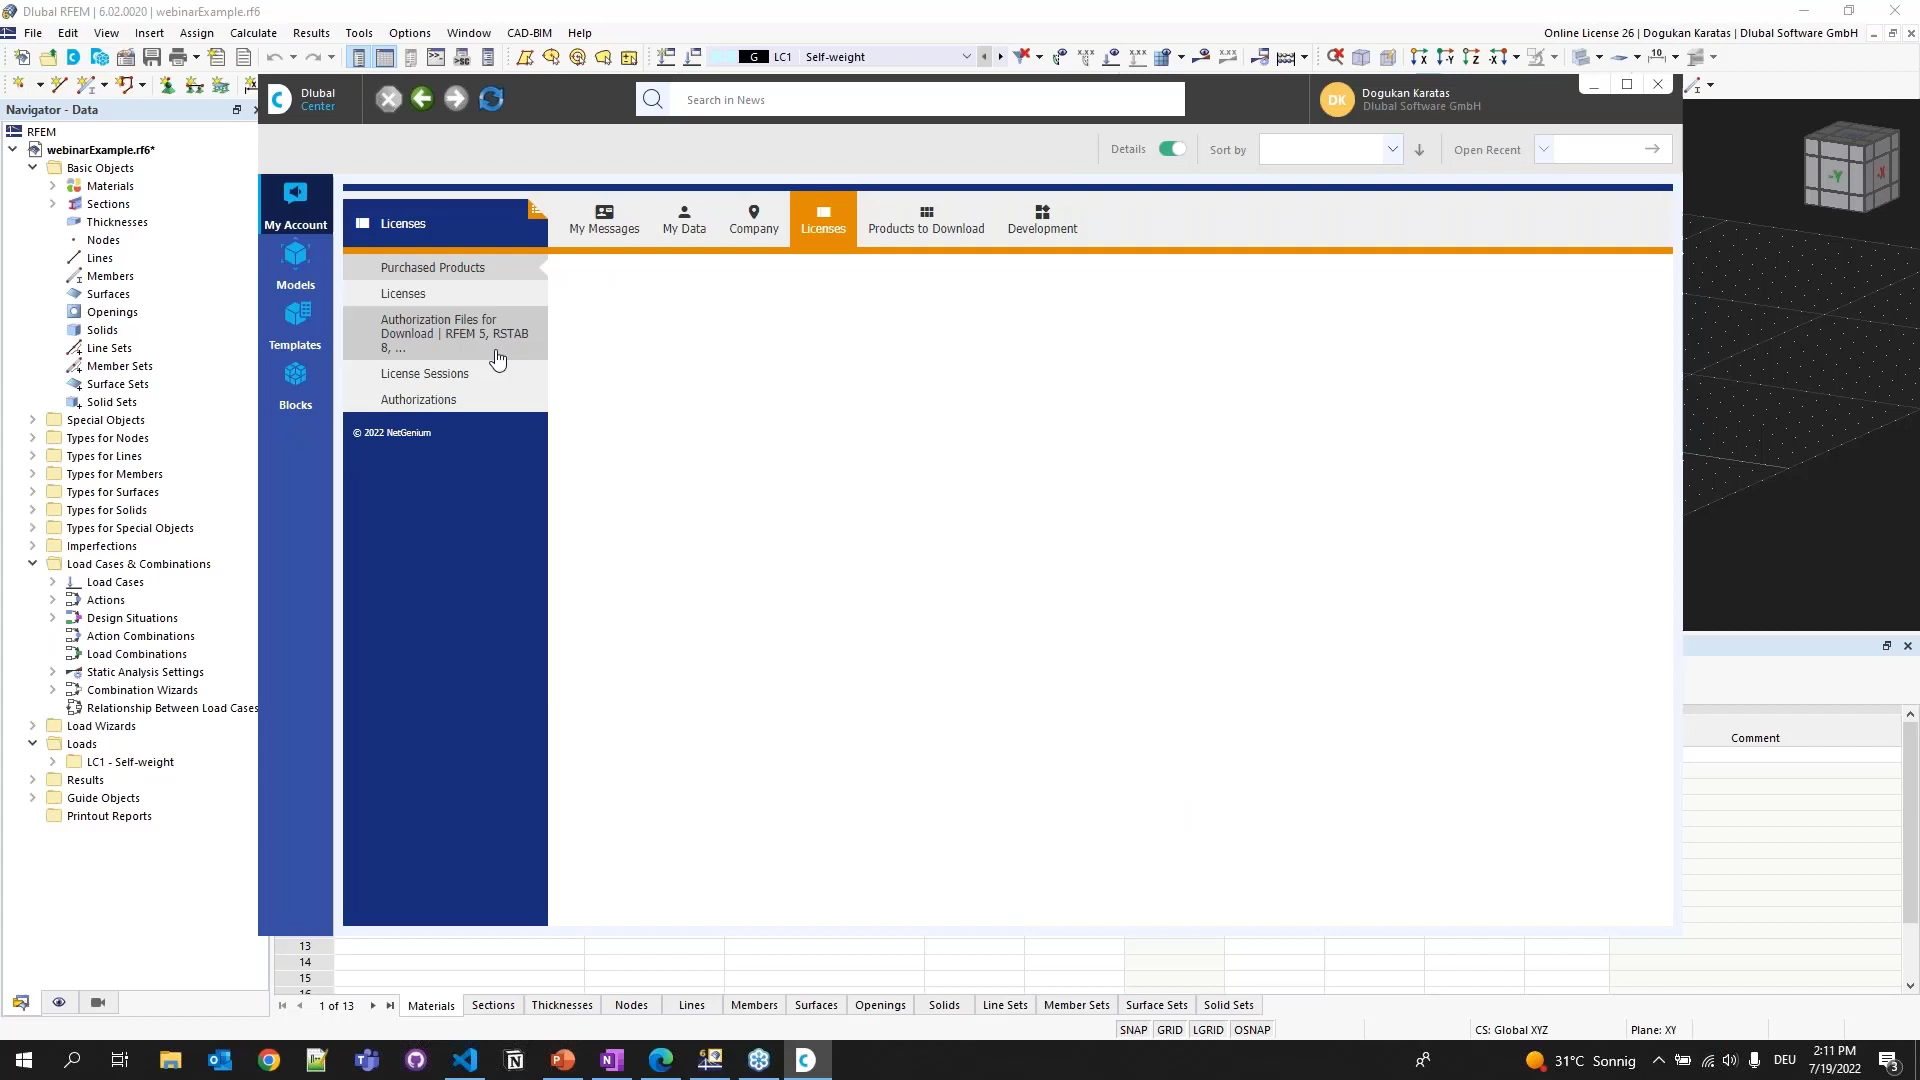 Dlubal RFEM | 6.02.0020 | webinarExample.rf6
File Edit View Insert Assign Calculate Results Tools Options Window CAD-BIM Help
Online License 26 | Dogukan Karatas | Dlubal Software GmbH
G LC1 Self-weight
Navigator - Data
RFEM
webinarExample.rf6*
Basic Objects
Materials
Sections
Thicknesses
Nodes
Lines
Members
Surfaces
Openings
Solids
Line Sets
Member Sets
Surface Sets
Solid Sets
Special Objects
Types for Nodes
Types for Lines
Types for Members
Types for Surfaces
Types for Solids
Types for Special Objects
Imperfections
Load Cases & Combinations
Load Cases
Actions
Design Situations
Action Combinations
Load Combinations
Static Analysis Settings
Combination Wizards
Relationship Between Load Cases
Load Wizards
Loads
LC1 - Self-weight
Results
Guide Objects
Printout Reports
Dlubal
Center
Search in News
DK
Dogukan Karatas
Dlubal Software GmbH
Details
Sort by
Open Recent
My Account
Models
Templates
Blocks
Licenses
My Messages
My Data
Company
Licenses
Products to Download
Development
Purchased Products
Licenses
Authorization Files for
Download | RFEM 5, RSTAB
8, ...
License Sessions
Authorizations
© 2022 NetGenium
-Y
-X
Comment
13
14
15
1 of 13
Materials Sections Thicknesses Nodes Lines Members Surfaces Openings Solids Line Sets Member Sets Surface Sets Solid Sets
SNAP GRID LGRID OSNAP
CS: Global XYZ
Plane: XY
31°C Sonnig
DEU
2:11 PM
7/19/2022
3